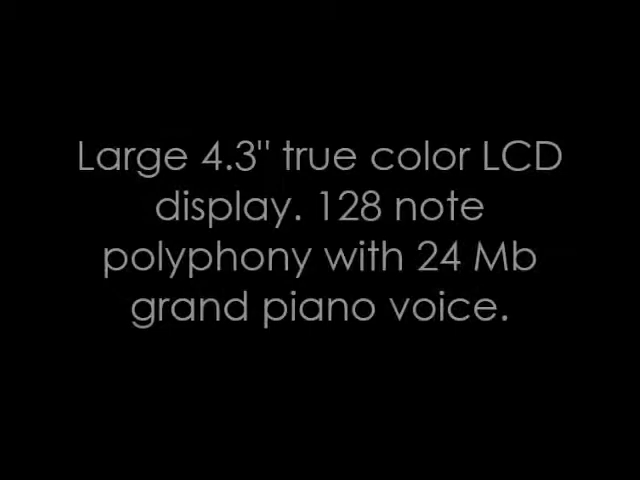 Large 4.3" true color LCD
display. 128 note
polyphony with 24 Mb
grand piano voice.